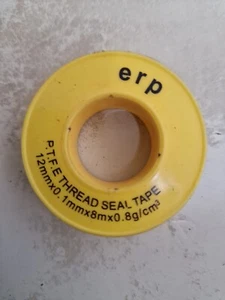 erp
P.T.F.E THREAD SEAL TAPE
12mmx0.1mmx8mx0.8g/cm³